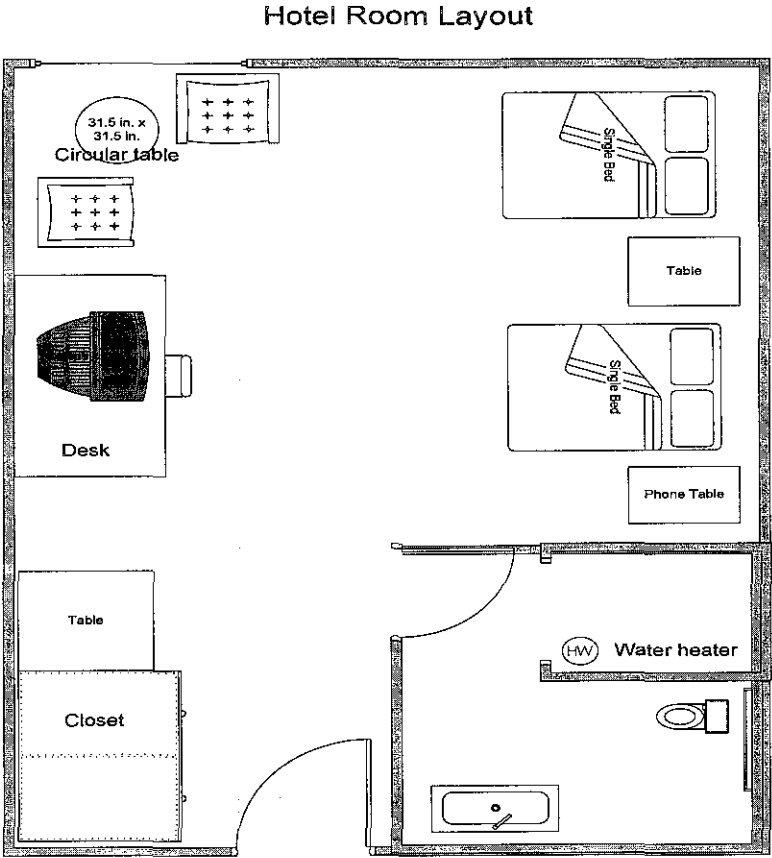 Hotel Room Layout
31.5 in. x
31.5 in.
Circular table
Single Bed
Table
Single Bed
Desk
Phone Table
Table
HW
Water heater
Closet